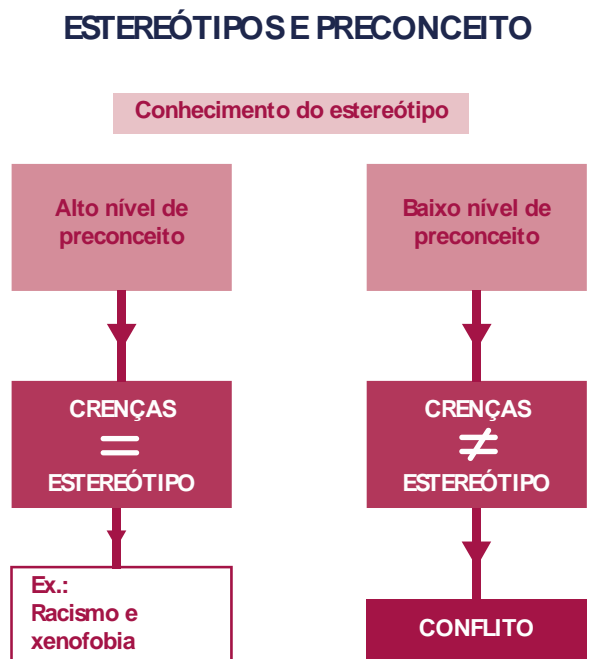 ESTEREÓTIPOS E PRECONCEITO
Conhecimento do estereótipo
Alto nível de
preconceito
CRENÇAS
=
ESTEREÓTIPO
Ex.:
Racismo e
xenofobia
Baixo nível de
preconceito
CRENÇAS
≠
ESTEREÓTIPO
CONFLITO